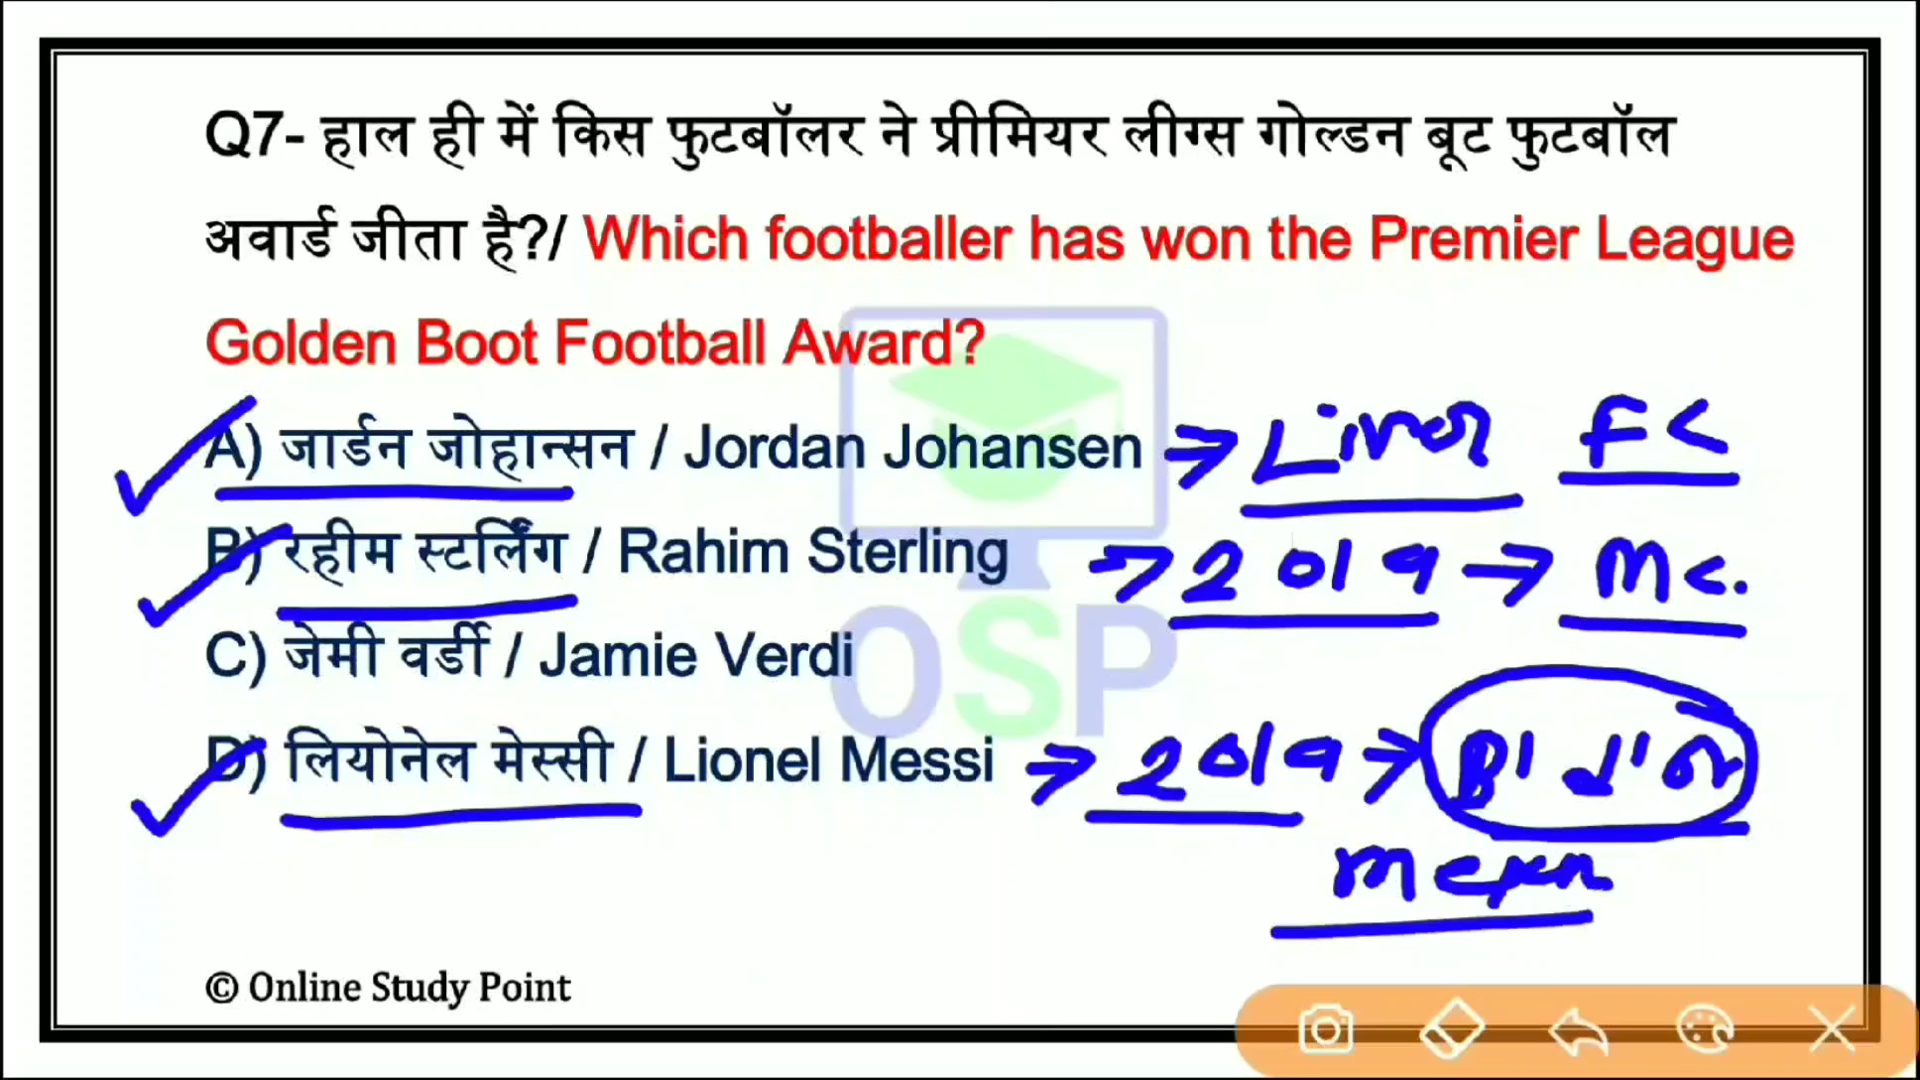 Q7- हाल ही में किस फुटबॉलर ने प्रीमियर लीग्स गोल्डन बूट फुटबॉल
अवार्ड जीता है?/ Which footballer has won the Premier League
Golden Boot Football Award?
A) जार्डन जोहान्सन / Jordan Johansen → Liver FC
B) रहीम स्टर्लिंग / Rahim Sterling → 2019 → MC.
C) जेमी वर्डी / Jamie Verdi
D) लियोनेल मेस्सी / Lionel Messi → 2019 → B' d'or
OSP
© Online Study Point